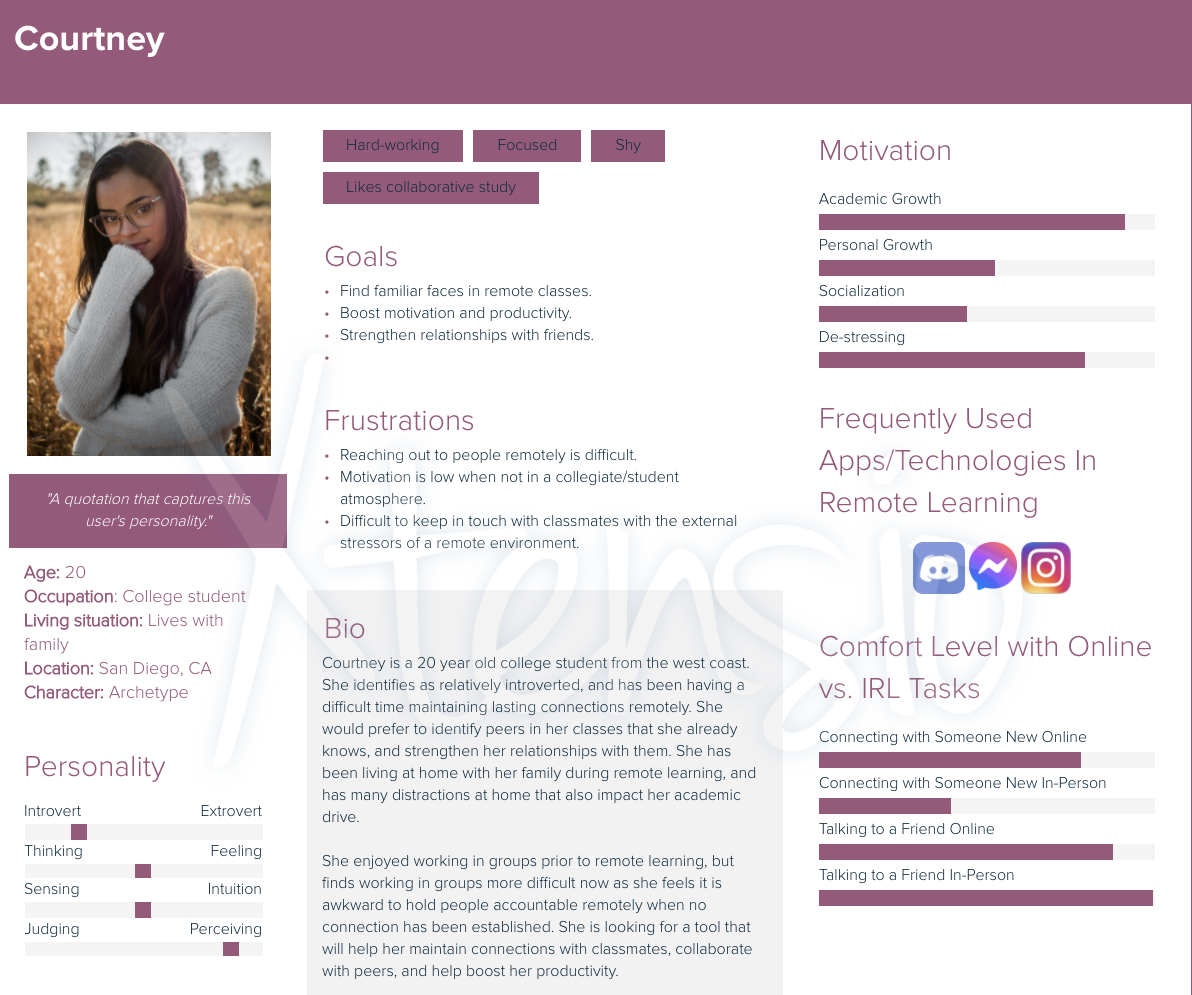 Courtney
"A quotation that captures this
user's personality."
Age: 20
Occupation: College student
Living situation: Lives with
family
Location: San Diego, CA
Character: Archetype
Personality
Introvert Extrovert
Thinking Feeling
Sensing Intuition
Judging Perceiving
Hard-working Focused Shy
Likes collaborative study
Goals
• Find familiar faces in remote classes.
• Boost motivation and productivity.
• Strengthen relationships with friends.
•
Frustrations
• Reaching out to people remotely is difficult.
• Motivation is low when not in a collegiate/student
atmosphere.
• Difficult to keep in touch with classmates with the external
stressors of a remote environment.
Bio
Courtney is a 20 year old college student from the west coast.
She identifies as relatively introverted, and has been having a
difficult time maintaining lasting connections remotely. She
would prefer to identify peers in her classes that she already
knows, and strengthen her relationships with them. She has
been living at home with her family during remote learning, and
has many distractions at home that also impact her academic
drive.
She enjoyed working in groups prior to remote learning, but
finds working in groups more difficult now as she feels it is
awkward to hold people accountable remotely when no
connection has been established. She is looking for a tool that
will help her maintain connections with classmates, collaborate
with peers, and help boost her productivity.
Motivation
Academic Growth
Personal Growth
Socialization
De-stressing
Frequently Used
Apps/Technologies In
Remote Learning
Comfort Level with Online
vs. IRL Tasks
Connecting with Someone New Online
Connecting with Someone New In-Person
Talking to a Friend Online
Talking to a Friend In-Person
Xtensio